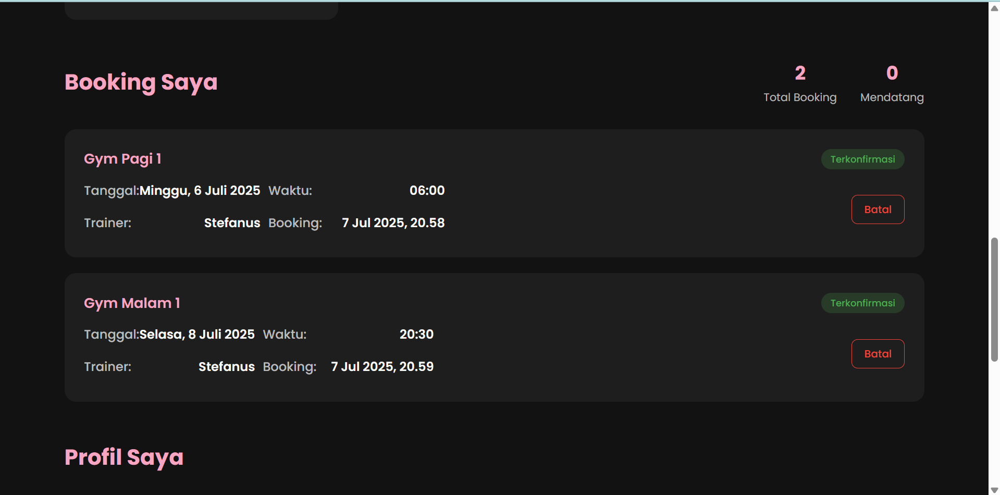 Booking Saya
2
Total Booking
0
Mendatang
Gym Pagi 1
Terkonfirmasi
Tanggal:Minggu, 6 Juli 2025 Waktu: 06:00
Trainer: Stefanus Booking: 7 Jul 2025, 20.58
Batal
Gym Malam 1
Terkonfirmasi
Tanggal:Selasa, 8 Juli 2025 Waktu: 20:30
Trainer: Stefanus Booking: 7 Jul 2025, 20.59
Batal
Profil Saya